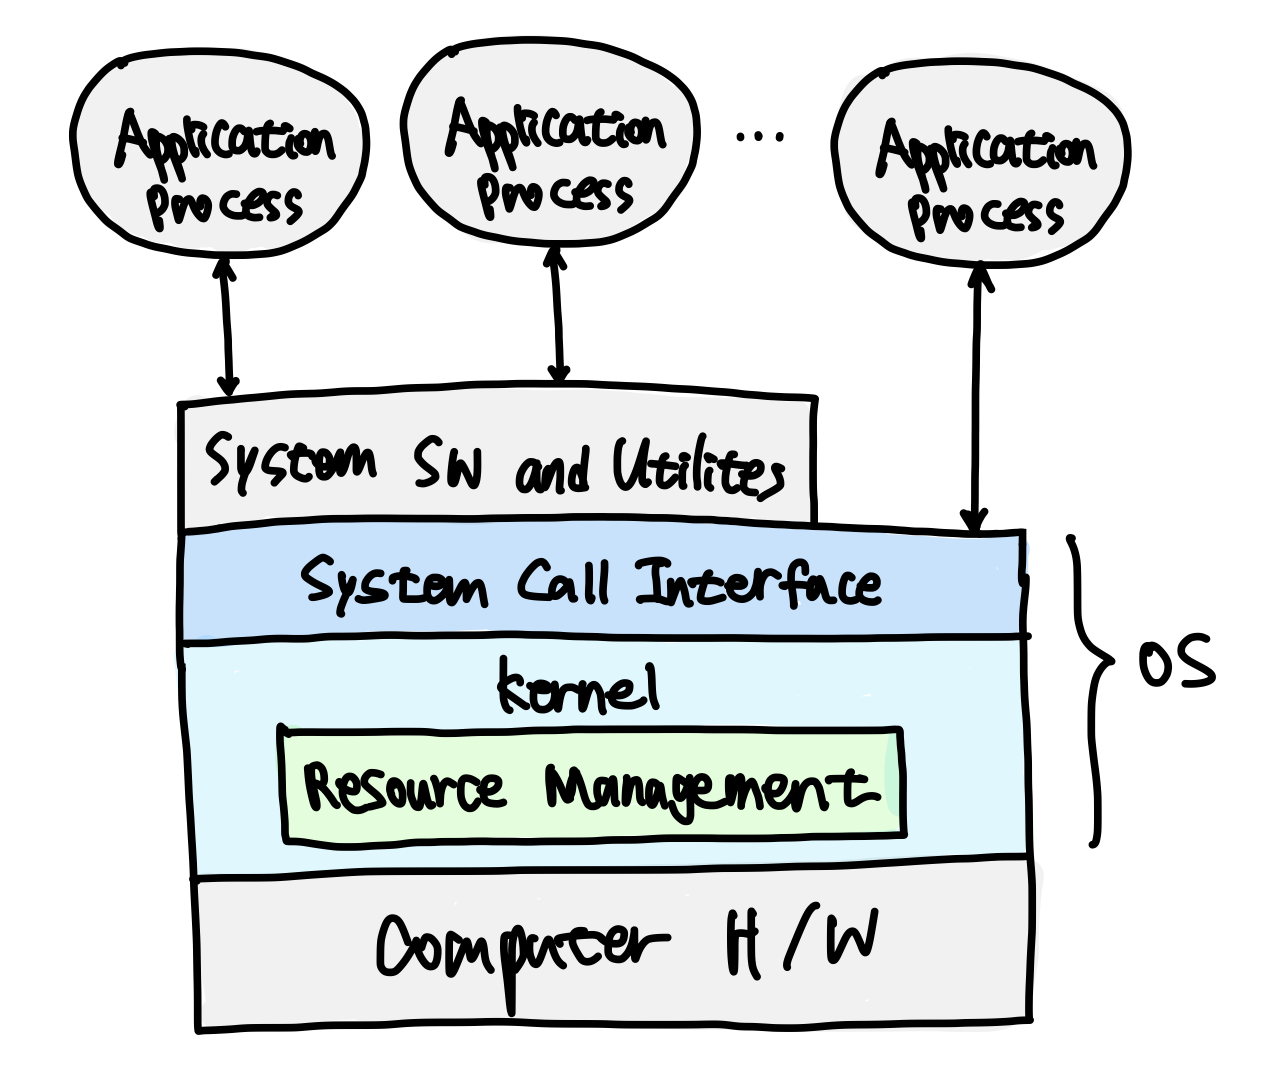 Application
process
Application
process
...
Application
process
System SW and Utilites
System Call Interface
OS
kernel
Resource Management
Computer H/W